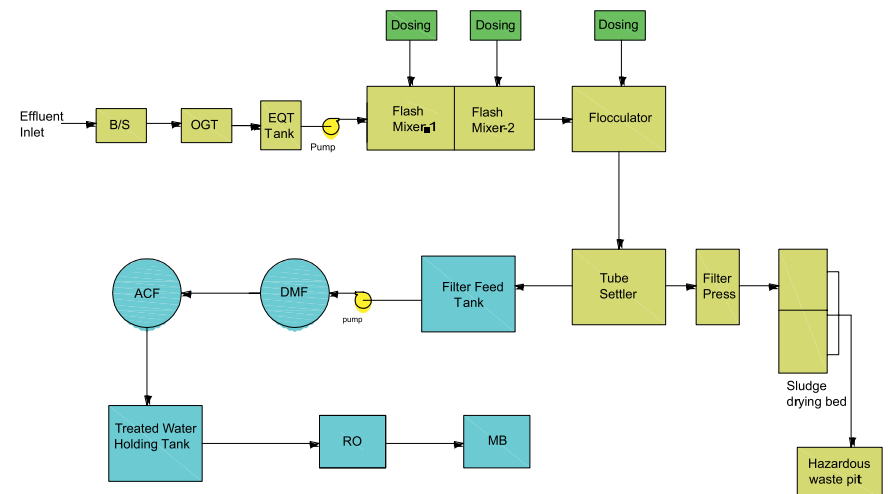 Dosing
Dosing
Dosing
Effluent
Inlet
B/S
OGT
EQT
Tank
Pump
Flash
Mixer-1
Flash
Mixer-2
Flocculator
ACF
DMF
pump
Filter Feed
Tank
Tube
Settler
Filter
Press
Sludge
drying bed
Treated Water
Holding Tank
RO
MB
Hazardous
waste pit